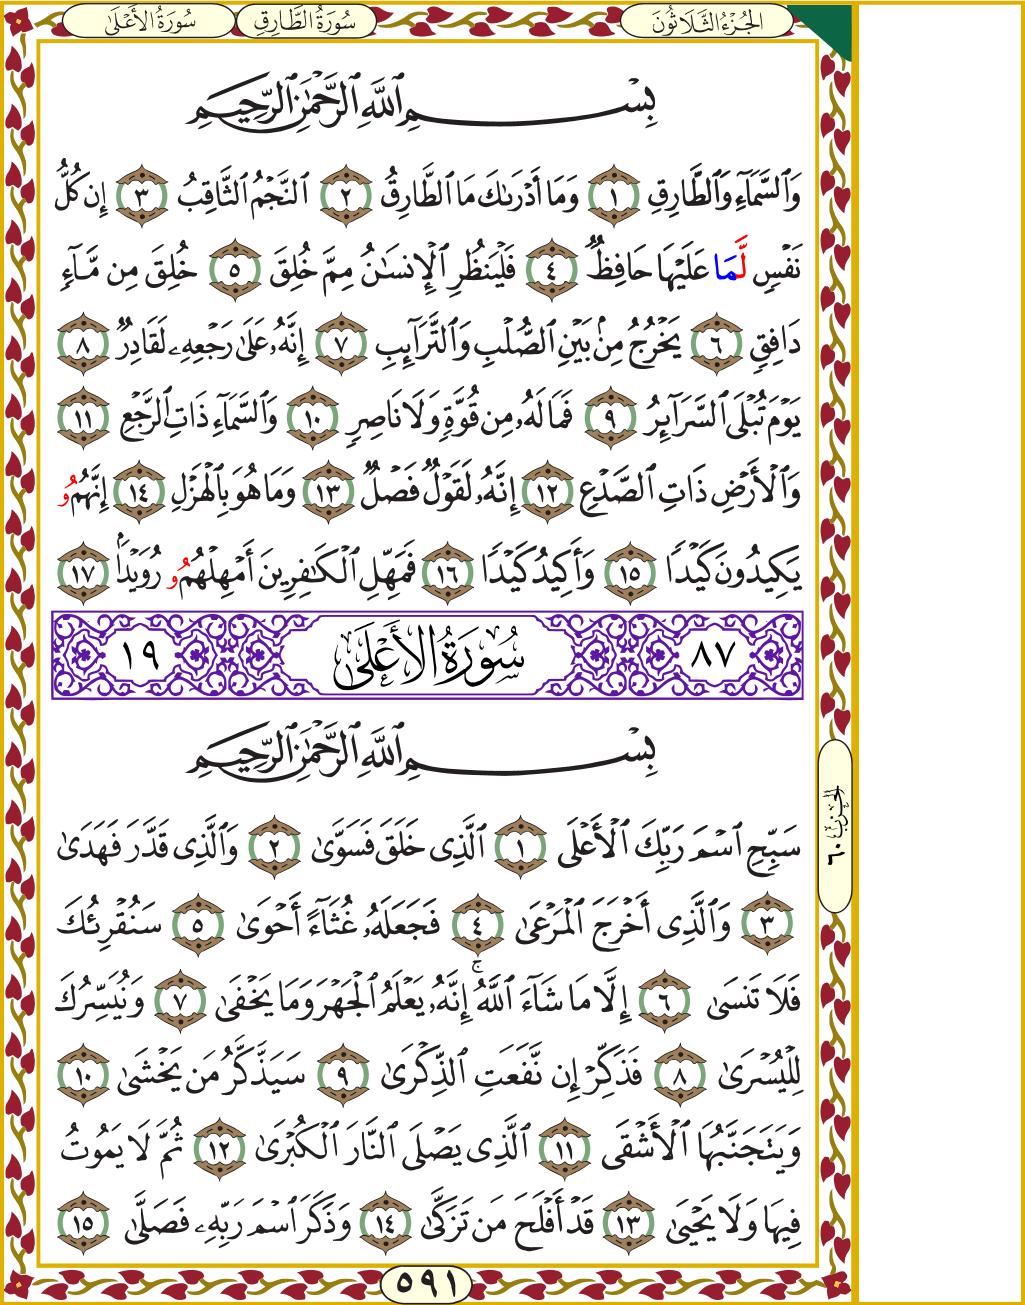 الجُزْءُ الثَّلَاثُونَ
سُورَةُ الطَّارِقِ
سُورَةُ الأَعْلَىٰ
بِسْمِ ٱللَّهِ ٱلرَّحْمَٰنِ ٱلرَّحِيمِ
وَٱلسَّمَآءِ وَٱلطَّارِقِ ١ وَمَآ أَدْرَىٰكَ مَا ٱلطَّارِقُ ٢ ٱلنَّجْمُ ٱلثَّاقِبُ ٣ إِن كُلُّ
نَفْسٍ لَّمَا عَلَيْهَا حَافِظٌ ٤ فَلْيَنظُرِ ٱلْإِنسَٰنُ مِمَّ خُلِقَ ٥ خُلِقَ مِن مَّآءٍ
دَافِقٍ ٦ يَخْرُجُ مِنۢ بَيْنِ ٱلصُّلْبِ وَٱلتَّرَآئِبِ ٧ إِنَّهُۥ عَلَىٰ رَجْعِهِۦ لَقَادِرٌ ٨
يَوْمَ تُبْلَى ٱلسَّرَآئِرُ ٩ فَمَا لَهُۥ مِن قُوَّةٍ وَلَا نَاصِرٍ ١٠ وَٱلسَّمَآءِ ذَاتِ ٱلرَّجْعِ ١١
وَٱلْأَرْضِ ذَاتِ ٱلصَّدْعِ ١٢ إِنَّهُۥ لَقَوْلٌ فَصْلٌ ١٣ وَمَا هُوَ بِٱلْهَزْلِ ١٤ إِنَّهُمُۥ
يَكِيدُونَ كَيْدًا ١٥ وَأَكِيدُ كَيْدًا ١٦ فَمَهِّلِ ٱلْكَٰفِرِينَ أَمْهِلْهُمُۥ رُوَيْدًۢا ١٧
٨٧ سُورَةُ الأَعْلَىٰ ١٩
بِسْمِ ٱللَّهِ ٱلرَّحْمَٰنِ ٱلرَّحِيمِ
سَبِّحِ ٱسْمَ رَبِّكَ ٱلْأَعْلَى ١ ٱلَّذِى خَلَقَ فَسَوَّىٰ ٢ وَٱلَّذِى قَدَّرَ فَهَدَىٰ
٣ وَٱلَّذِىٓ أَخْرَجَ ٱلْمَرْعَىٰ ٤ فَجَعَلَهُۥ غُثَآءً أَحْوَىٰ ٥ سَنُقْرِئُكَ
فَلَا تَنسَىٰٓ ٦ إِلَّا مَا شَآءَ ٱللَّهُ ۚ إِنَّهُۥ يَعْلَمُ ٱلْجَهْرَ وَمَا يَخْفَىٰ ٧ وَنُيَسِّرُكَ
لِلْيُسْرَىٰ ٨ فَذَكِّرْ إِن نَّفَعَتِ ٱلذِّكْرَىٰ ٩ سَيَذَّكَّرُ مَن يَخْشَىٰ ١٠
وَيَتَجَنَّبُهَا ٱلْأَشْقَى ١١ ٱلَّذِى يَصْلَى ٱلنَّارَ ٱلْكُبْرَىٰ ١٢ ثُمَّ لَا يَمُوتُ
فِيهَا وَلَا يَحْيَىٰ ١٣ قَدْ أَفْلَحَ مَن تَزَكَّىٰ ١٤ وَذَكَرَ ٱسْمَ رَبِّهِۦ فَصَلَّىٰ ١٥
الحِزْبُ ٦٠
٥٩١